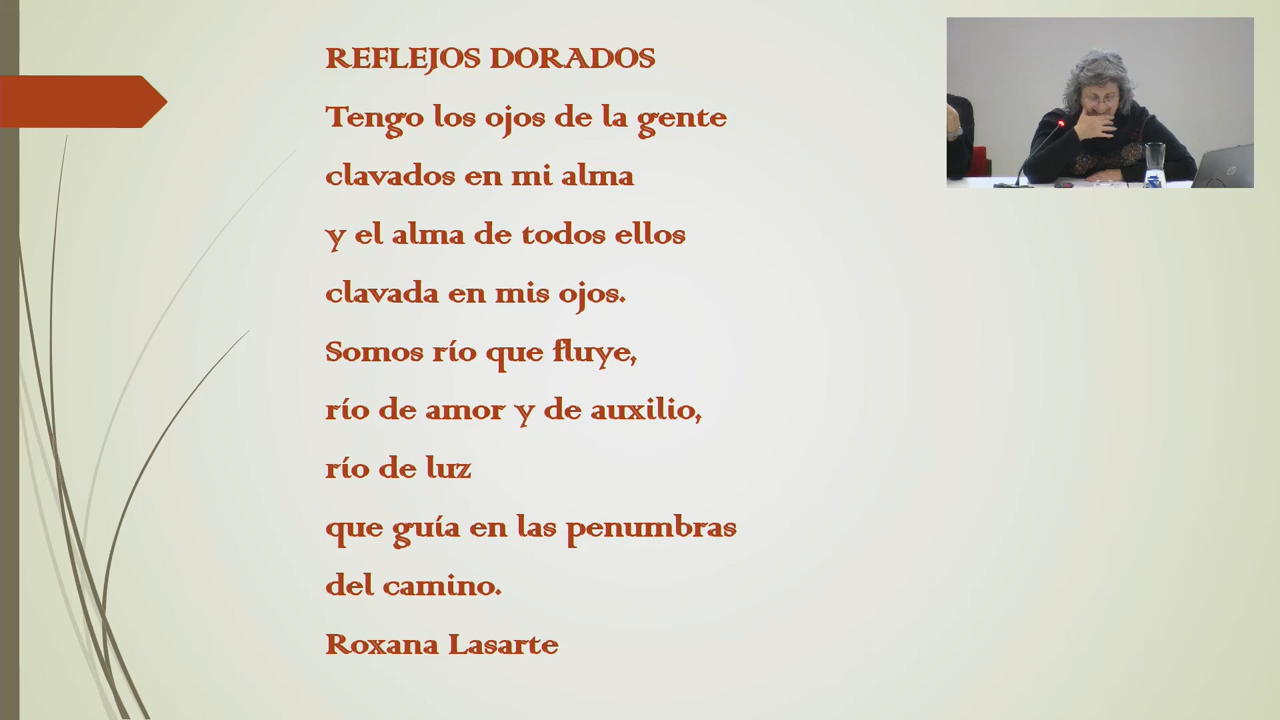 REFLEJOS DORADOS
Tengo los ojos de la gente
clavados en mi alma
y el alma de todos ellos
clavada en mis ojos.
Somos río que fluye,
río de amor y de auxilio,
río de luz
que guía en las penumbras
del camino.
Roxana Lasarte